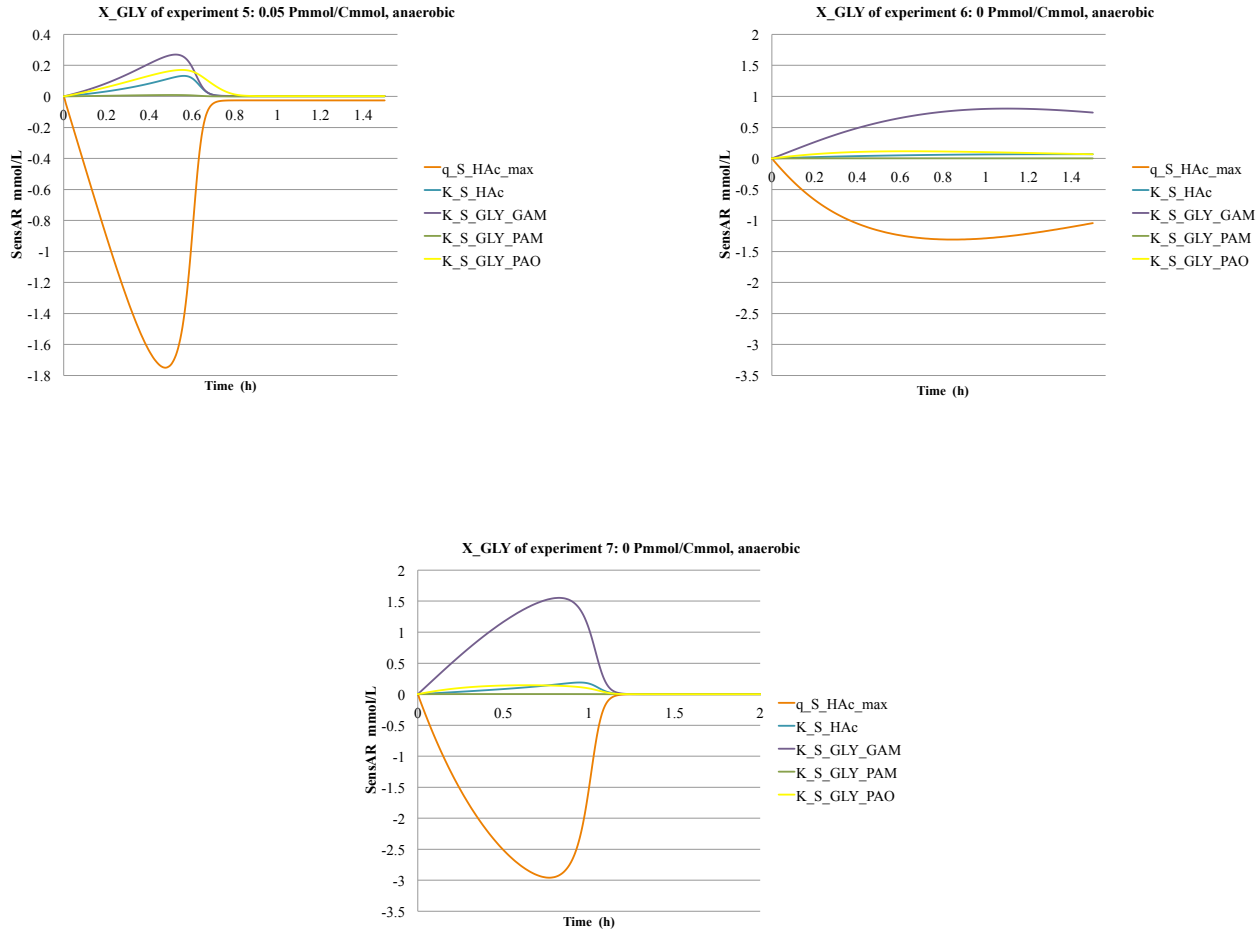 X_GLY of experiment 5: 0.05 Pmmol/Cmmol, anaerobic
0.4
0.2
0
0 0.2 0.4 0.6 0.8 1 1.2 1.4
-0.2
-0.4
-0.6
-0.8
-1
-1.2
-1.4
-1.6
-1.8
SensAR mmol/L
Time (h)
q_S_HAc_max
K_S_HAc
K_S_GLY_GAM
K_S_GLY_PAM
K_S_GLY_PAO
X_GLY of experiment 6: 0 Pmmol/Cmmol, anaerobic
2
1.5
1
0.5
0
0 0.2 0.4 0.6 0.8 1 1.2 1.4
-0.5
-1
-1.5
-2
-2.5
-3
-3.5
SensAR mmol/L
Time (h)
q_S_HAc_max
K_S_HAc
K_S_GLY_GAM
K_S_GLY_PAM
K_S_GLY_PAO
X_GLY of experiment 7: 0 Pmmol/Cmmol, anaerobic
2
1.5
1
0.5
0
0 0.5 1 1.5 2
-0.5
-1
-1.5
-2
-2.5
-3
-3.5
SensAR mmol/L
Time (h)
q_S_HAc_max
K_S_HAc
K_S_GLY_GAM
K_S_GLY_PAM
K_S_GLY_PAO